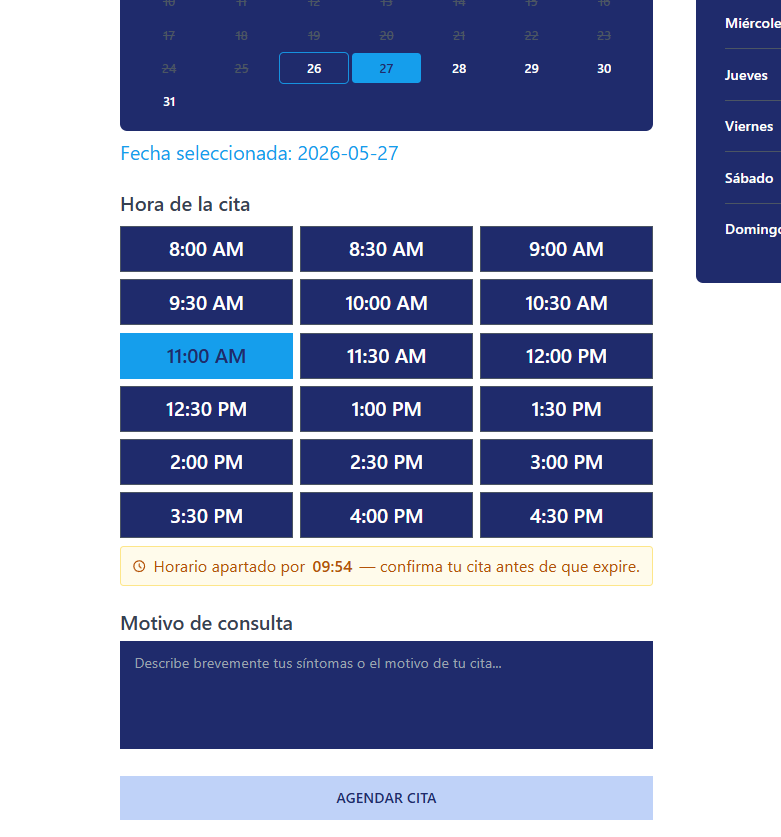 10 11 12 13 14 15 16
17 18 19 20 21 22 23
24 25 26 27 28 29 30
31
Fecha seleccionada: 2026-05-27
Hora de la cita
8:00 AM 8:30 AM 9:00 AM
9:30 AM 10:00 AM 10:30 AM
11:00 AM 11:30 AM 12:00 PM
12:30 PM 1:00 PM 1:30 PM
2:00 PM 2:30 PM 3:00 PM
3:30 PM 4:00 PM 4:30 PM
Horario apartado por 09:54 — confirma tu cita antes de que expire.
Motivo de consulta
Describe brevemente tus síntomas o el motivo de tu cita...
AGENDAR CITA
Miércole
Jueves
Viernes
Sábado
Domingo